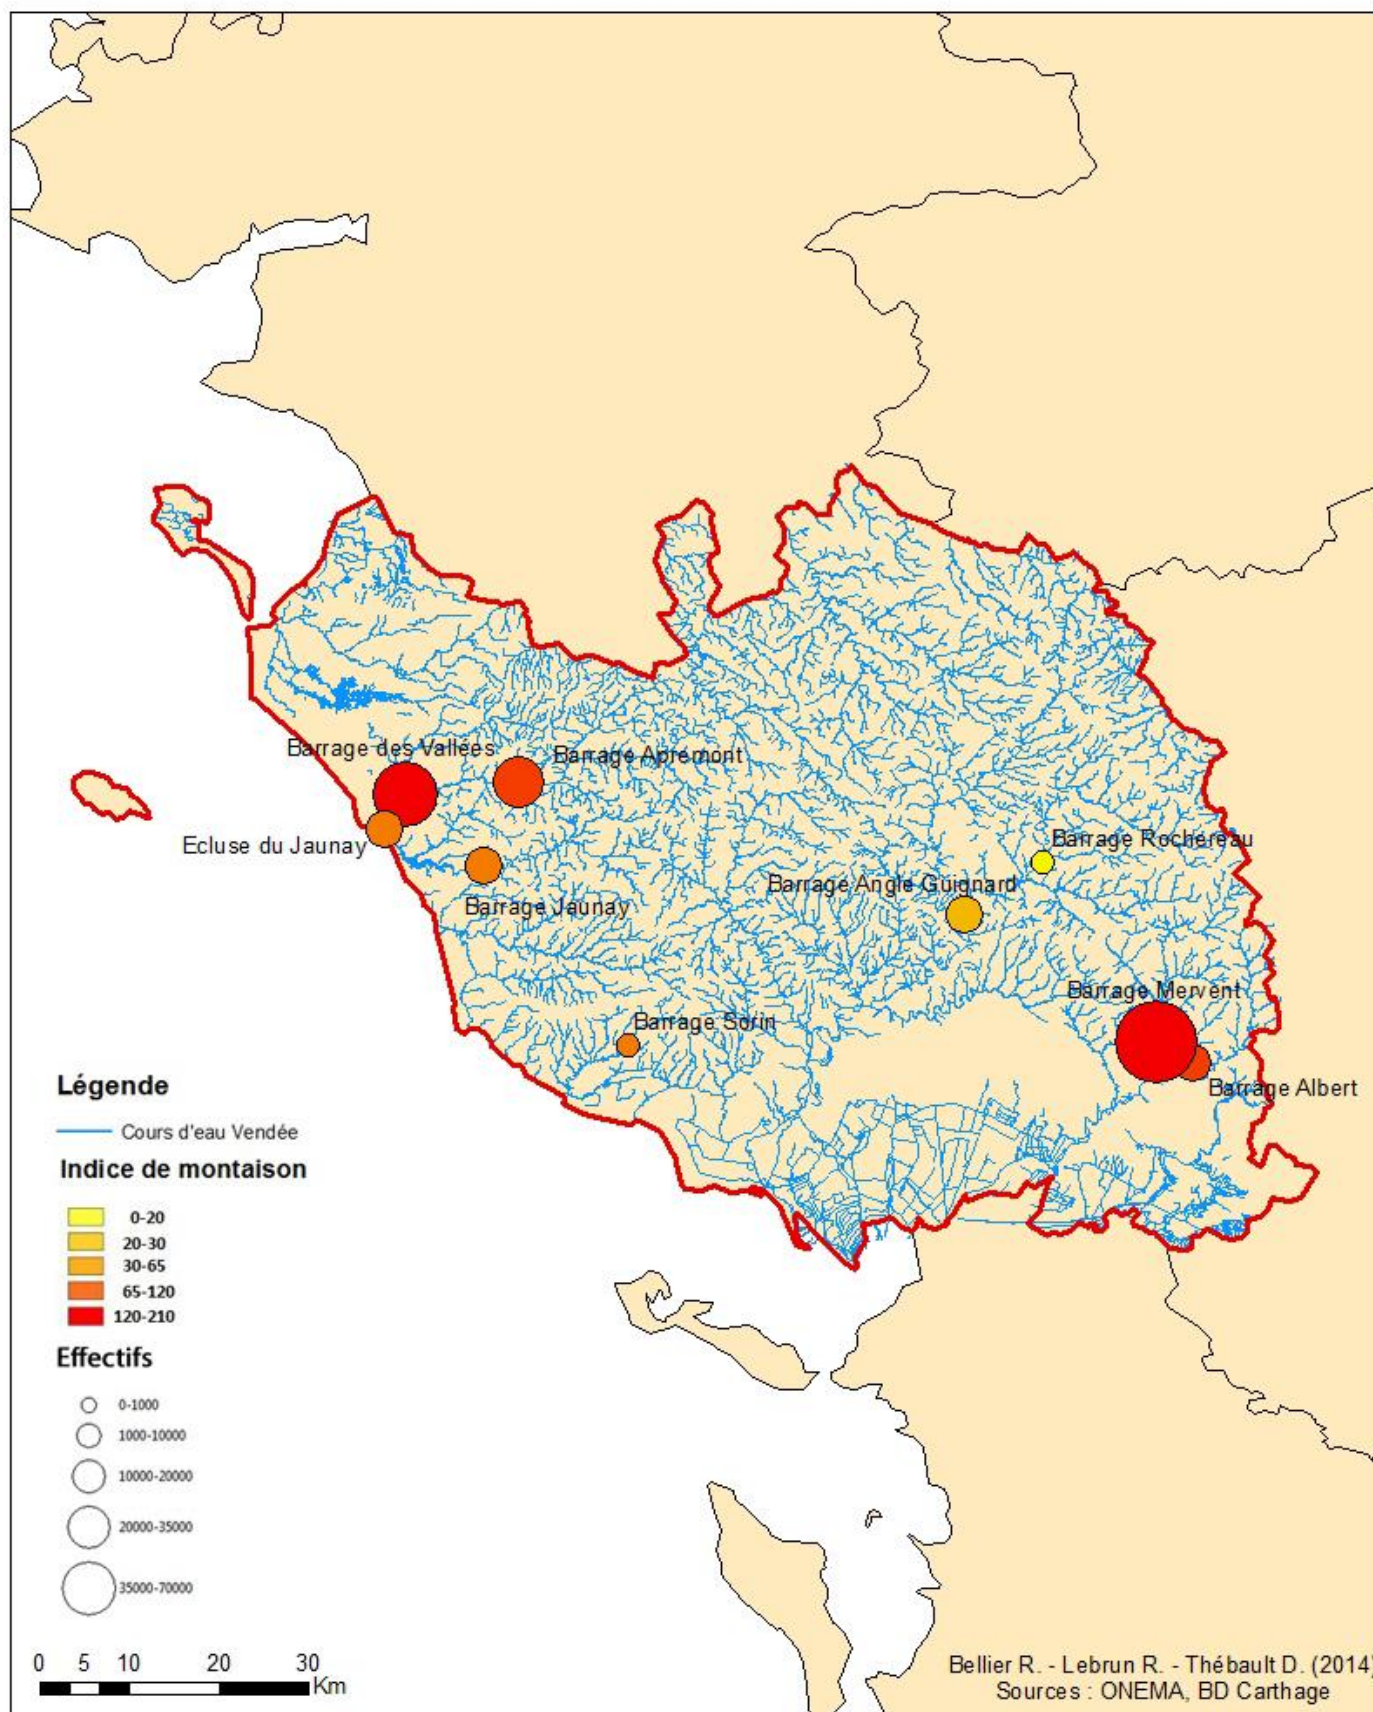 Barrage des Vallées
Barrage Apremont
Ecluse du Jaunay
Barrage Jaunay
Barrage Rochereau
Barrage Angle Guignard
Barrage Mervent
Barrage Sorin
Barrage Albert
Légende
Cours d'eau Vendée
Indice de montaison
0-20
20-30
30-65
65-120
120-210
Effectifs
0-1000
1000-10000
10000-20000
20000-35000
35000-70000
0 5 10 20 30
Km
Bellier R. - Lebrun R. - Thébault D. (2014)
Sources : ONEMA, BD Carthage